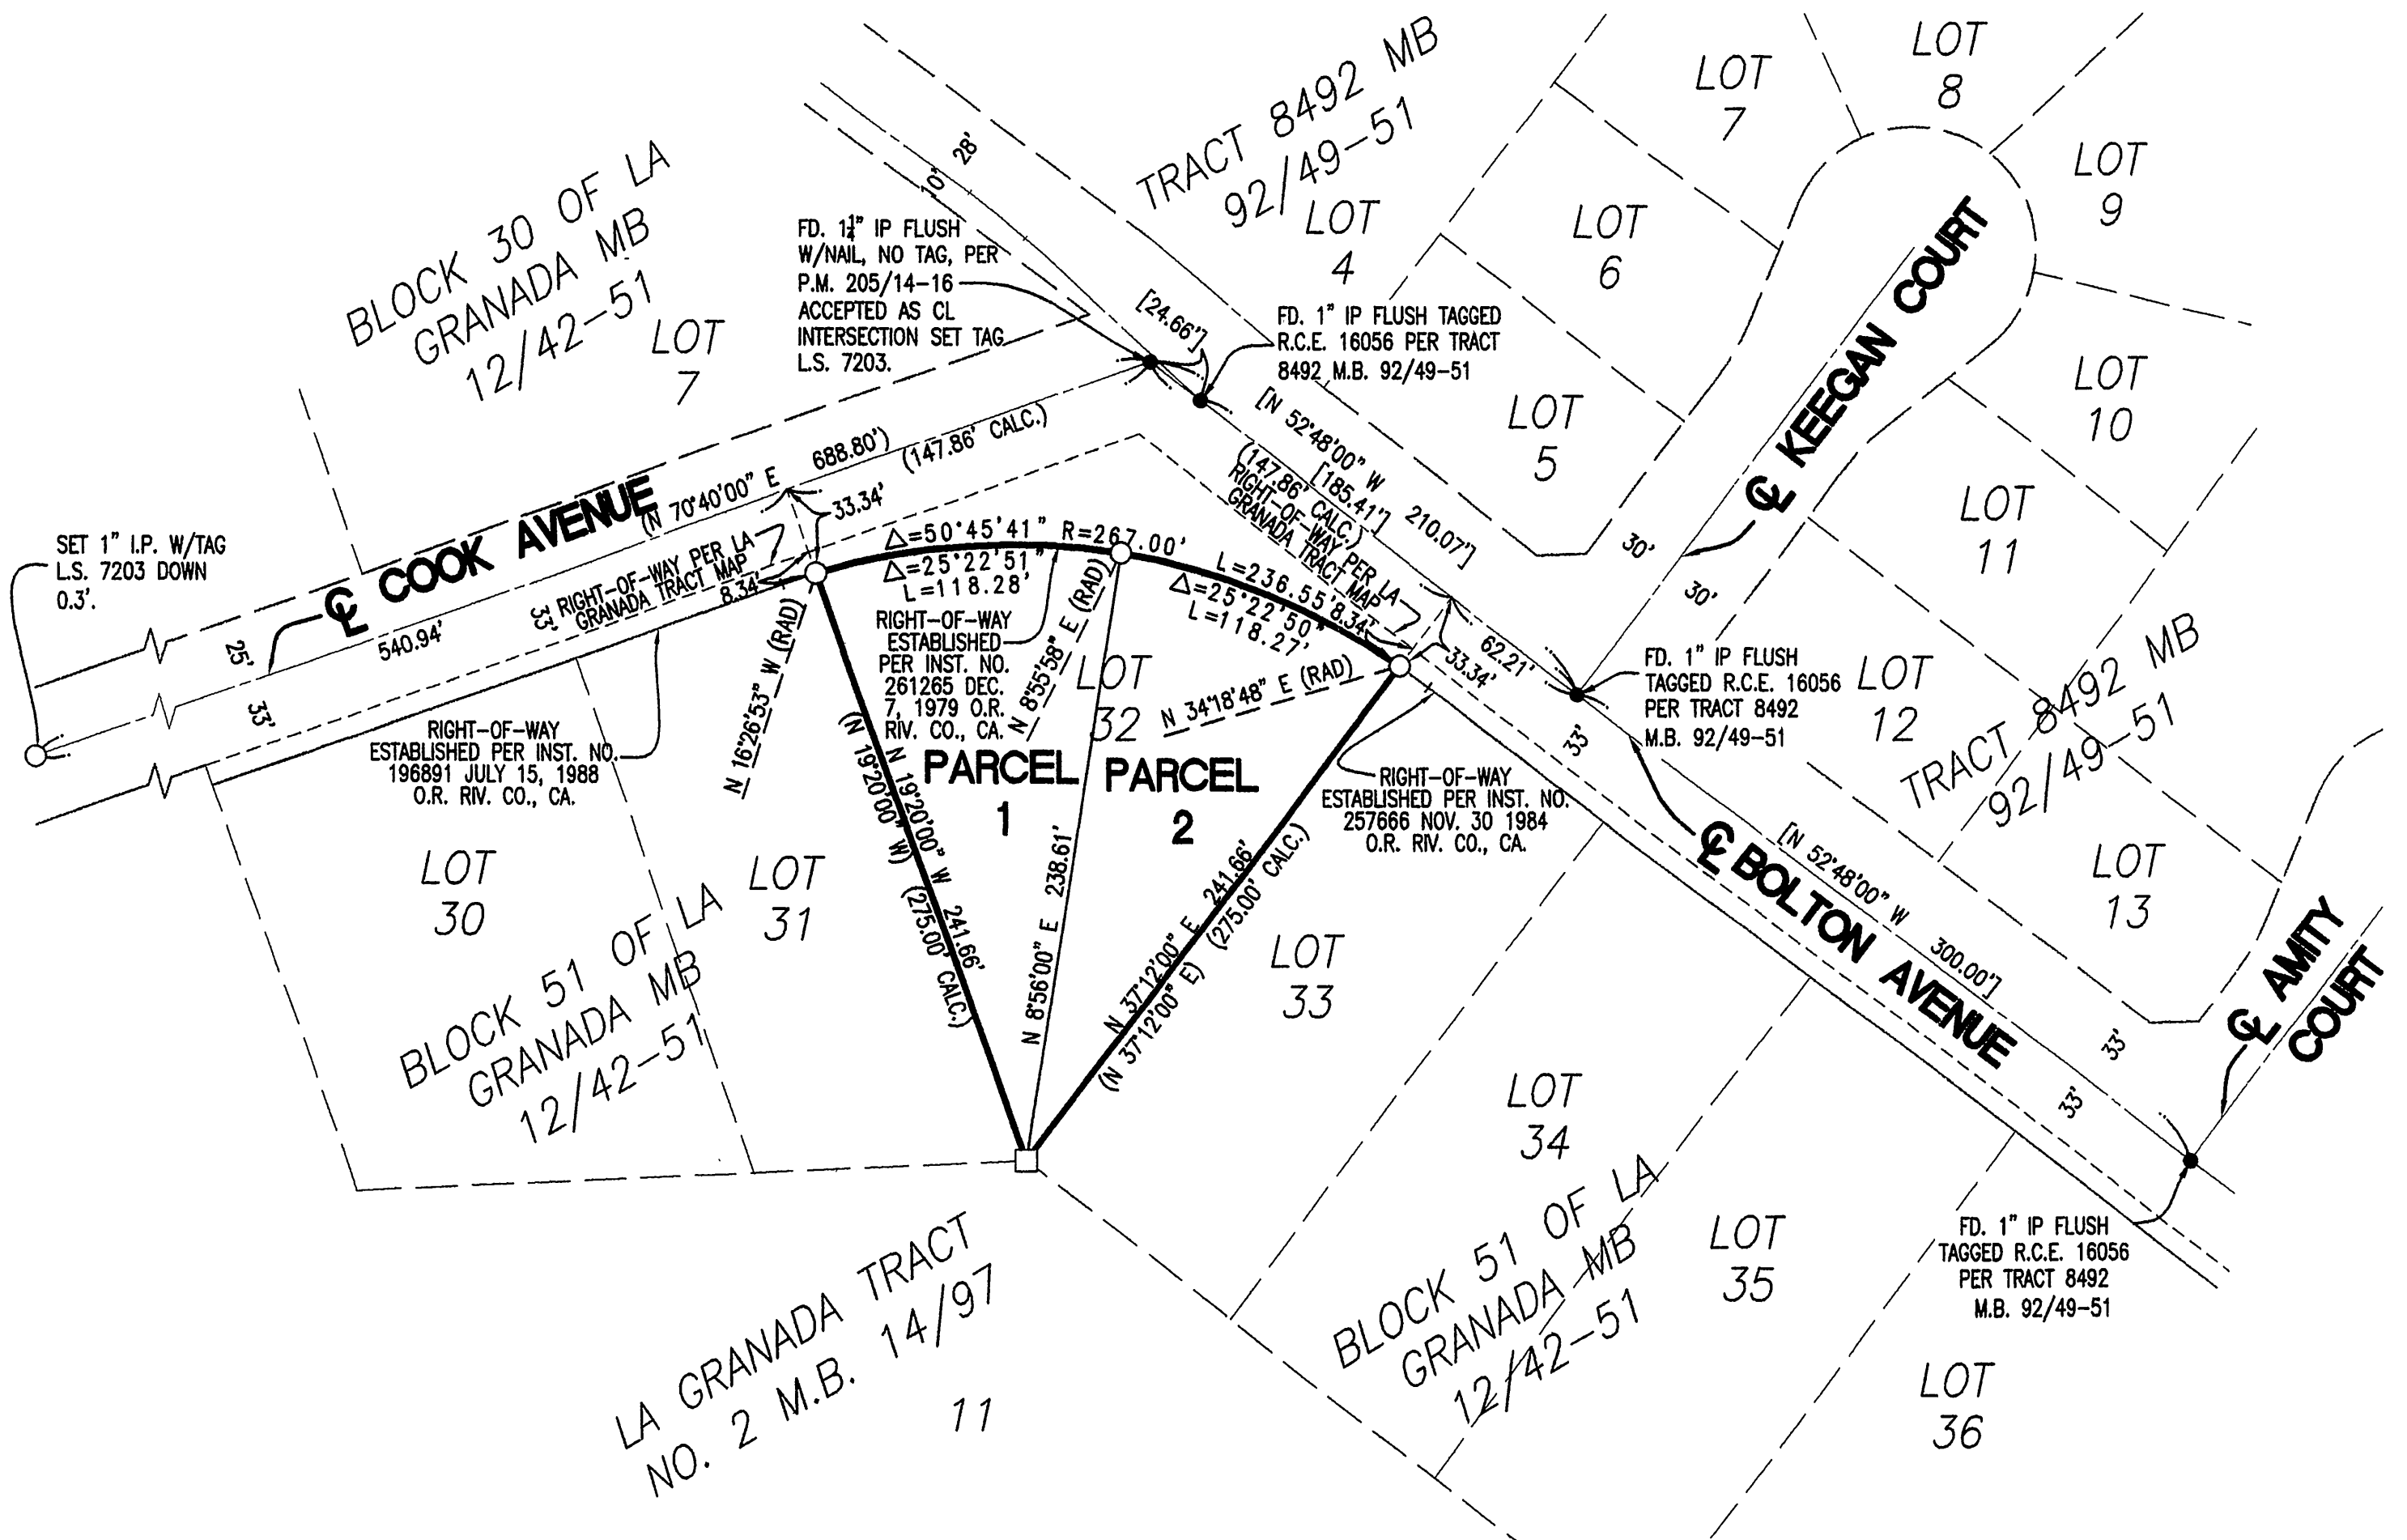 BLOCK 30 OF LA
GRANADA MB
12/42-51
LOT
7
28'
10'
TRACT 8492 MB
92/49-51
LOT
4
LOT
6
LOT
7
LOT
8
LOT
9
LOT
10
LOT
5
LOT
11
LOT
12
LOT
13
FD. 1¼" IP FLUSH
W/NAIL, NO TAG, PER
P.M. 205/14-16
ACCEPTED AS CL
INTERSECTION SET TAG
L.S. 7203.
[24.66']
FD. 1" IP FLUSH TAGGED
R.C.E. 16056 PER TRACT
8492 M.B. 92/49-51
℄ KEEGAN COURT
30'
30'
SET 1" I.P. W/TAG
L.S. 7203 DOWN
0.3'.
℄ COOK AVENUE
(N 70°40'00" E 688.80')
(147.86' CALC.)
540.94'
25'
33'
33' RIGHT-OF-WAY PER LA
GRANADA TRACT MAP
8.34'
33.34'
RIGHT-OF-WAY
ESTABLISHED PER INST. NO.
196891 JULY 15, 1988
O.R. RIV. CO., CA.
△=50°45'41" R=267.00' L=236.55'
△=25°22'51"
L=118.28'
△=25°22'50"
L=118.27'
RIGHT-OF-WAY
ESTABLISHED
PER INST. NO.
261265 DEC.
7, 1979 O.R.
RIV. CO., CA.
[N 52°48'00" W 210.07']
[185.41']
(147.86' CALC.)
RIGHT-OF-WAY PER LA
GRANADA TRACT MAP
8.34'
33.34'
62.21'
33'
N 16°26'53" W (RAD)
N 8°55'58" E (RAD)
N 34°18'48" E (RAD)
LOT
32
PARCEL
1
PARCEL
2
N 19°20'00" W 241.66'
(N 19°20'00" W) (275.00' CALC.)
N 8°56'00" E 238.61'
N 37°12'00" E 241.66'
(N 37°12'00" E) (275.00' CALC.)
FD. 1" IP FLUSH
TAGGED R.C.E. 16056
PER TRACT 8492
M.B. 92/49-51
RIGHT-OF-WAY
ESTABLISHED PER INST. NO.
257666 NOV. 30 1984
O.R. RIV. CO., CA.
TRACT 8492 MB
92/49-51
℄ BOLTON AVENUE
[N 52°48'00" W 300.00']
33'
33'
℄ AMITY
COURT
LOT
30
LOT
31
BLOCK 51 OF LA
GRANADA MB
12/42-51
LOT
33
LOT
34
LOT
35
LOT
36
BLOCK 51 OF LA
GRANADA MB
12/42-51
FD. 1" IP FLUSH
TAGGED R.C.E. 16056
PER TRACT 8492
M.B. 92/49-51
LA GRANADA TRACT
NO. 2 M.B. 14/97
11